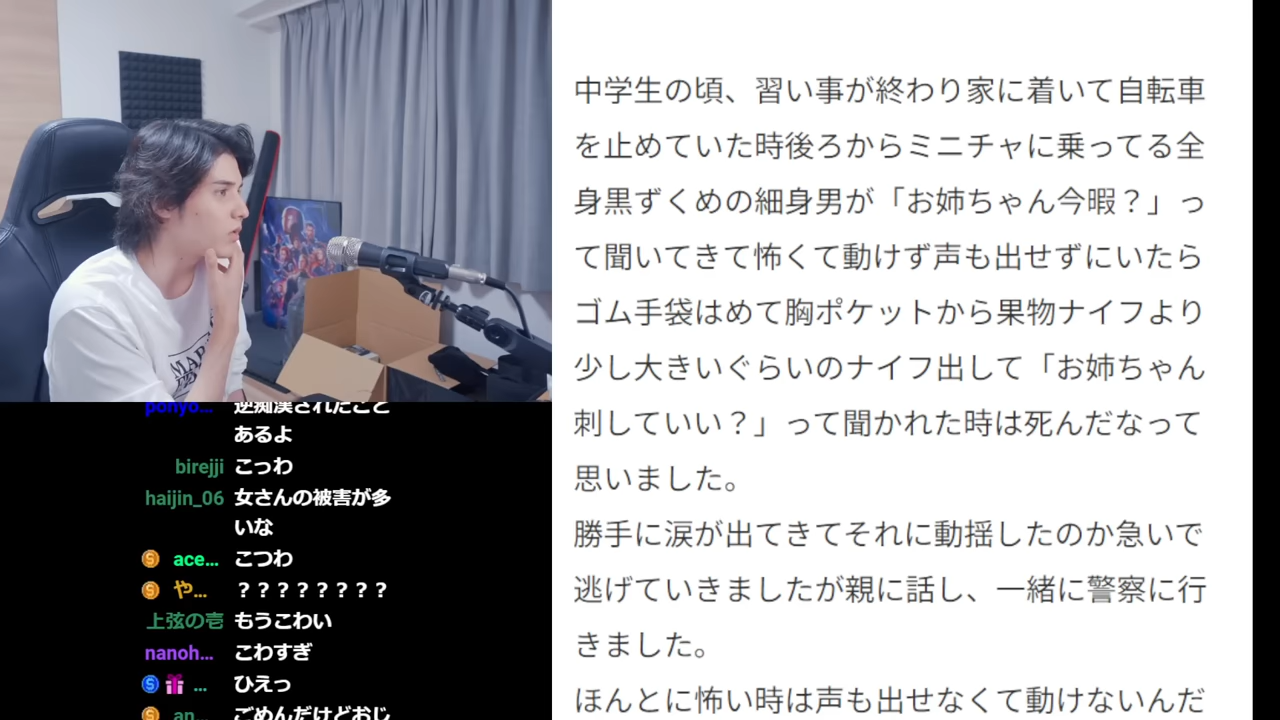 中学生の頃、習い事が終わり家に着いて自転車
を止めていた時後ろからミニチャに乗ってる全
身黒ずくめの細身男が「お姉ちゃん今暇？」っ
て聞いてきて怖くて動けず声も出せずにいたら
ゴム手袋はめて胸ポケットから果物ナイフより
少し大きいぐらいのナイフ出して「お姉ちゃん
刺していい？」って聞かれた時は死んだなって
思いました。
勝手に涙が出てきてそれに動揺したのか急いで
逃げていきましたが親に話し、一緒に警察に行
きました。
ほんとに怖い時は声も出せなくて動けないんだ
ponyo… 逆痴漢されたこと
あるよ
birejji こっわ
haijin_06 女さんの被害が多
いな
ace… こつわ
や… ？？？？？？？？
上弦の壱 もうこわい
nanoh… こわすぎ
… ひえっ
an… ごめんだけどおじ